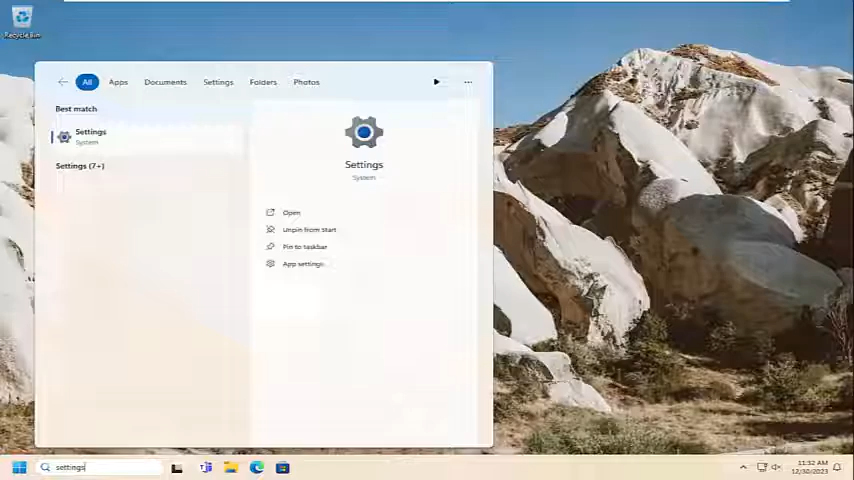 Recycle Bin
All Apps Documents Settings Folders Photos
Best match
Settings
System
Settings (7+)
Settings
System
Open
Unpin from Start
Pin to taskbar
App settings
settings
11:32 AM
12/30/2023